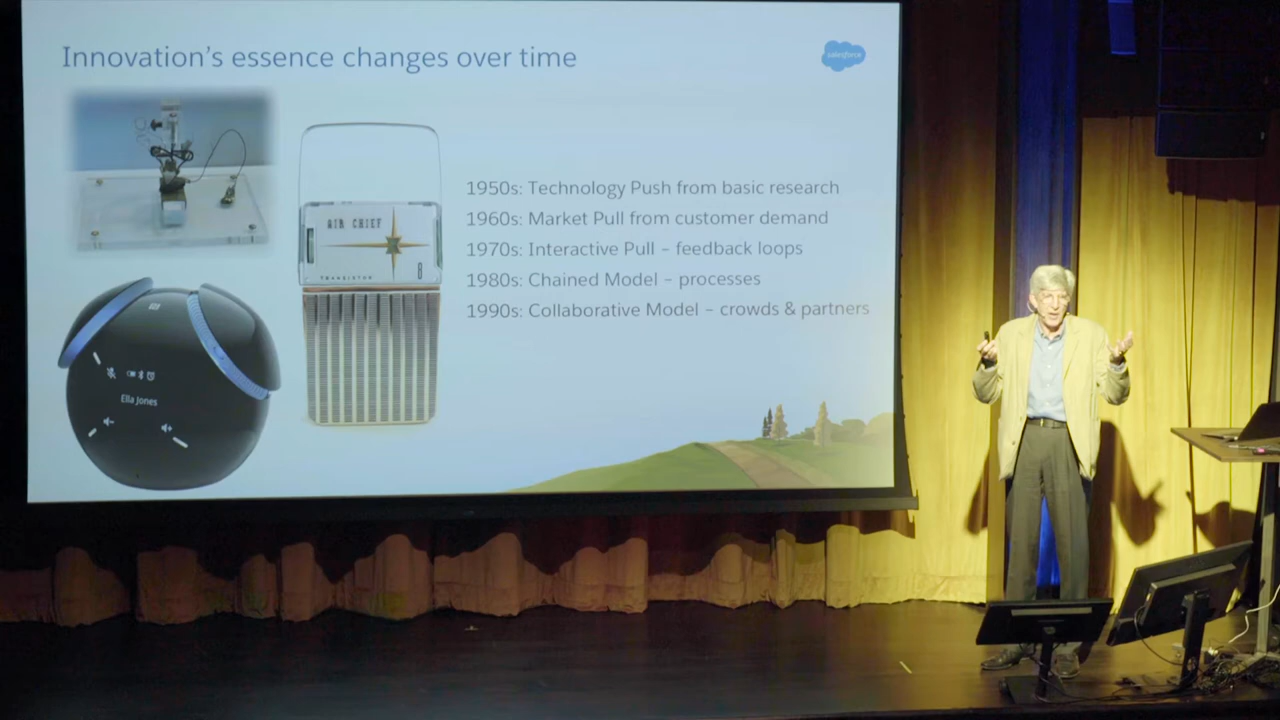 Innovation's essence changes over time
salesforce
AIR CHIEF
TRANSISTOR 8
Ella Jones
1950s: Technology Push from basic research
1960s: Market Pull from customer demand
1970s: Interactive Pull – feedback loops
1980s: Chained Model – processes
1990s: Collaborative Model – crowds & partners